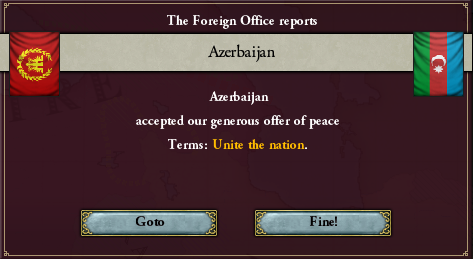 The Foreign Office reports
Azerbaijan
Azerbaijan
accepted our generous offer of peace
Terms: Unite the nation.
Goto
Fine!